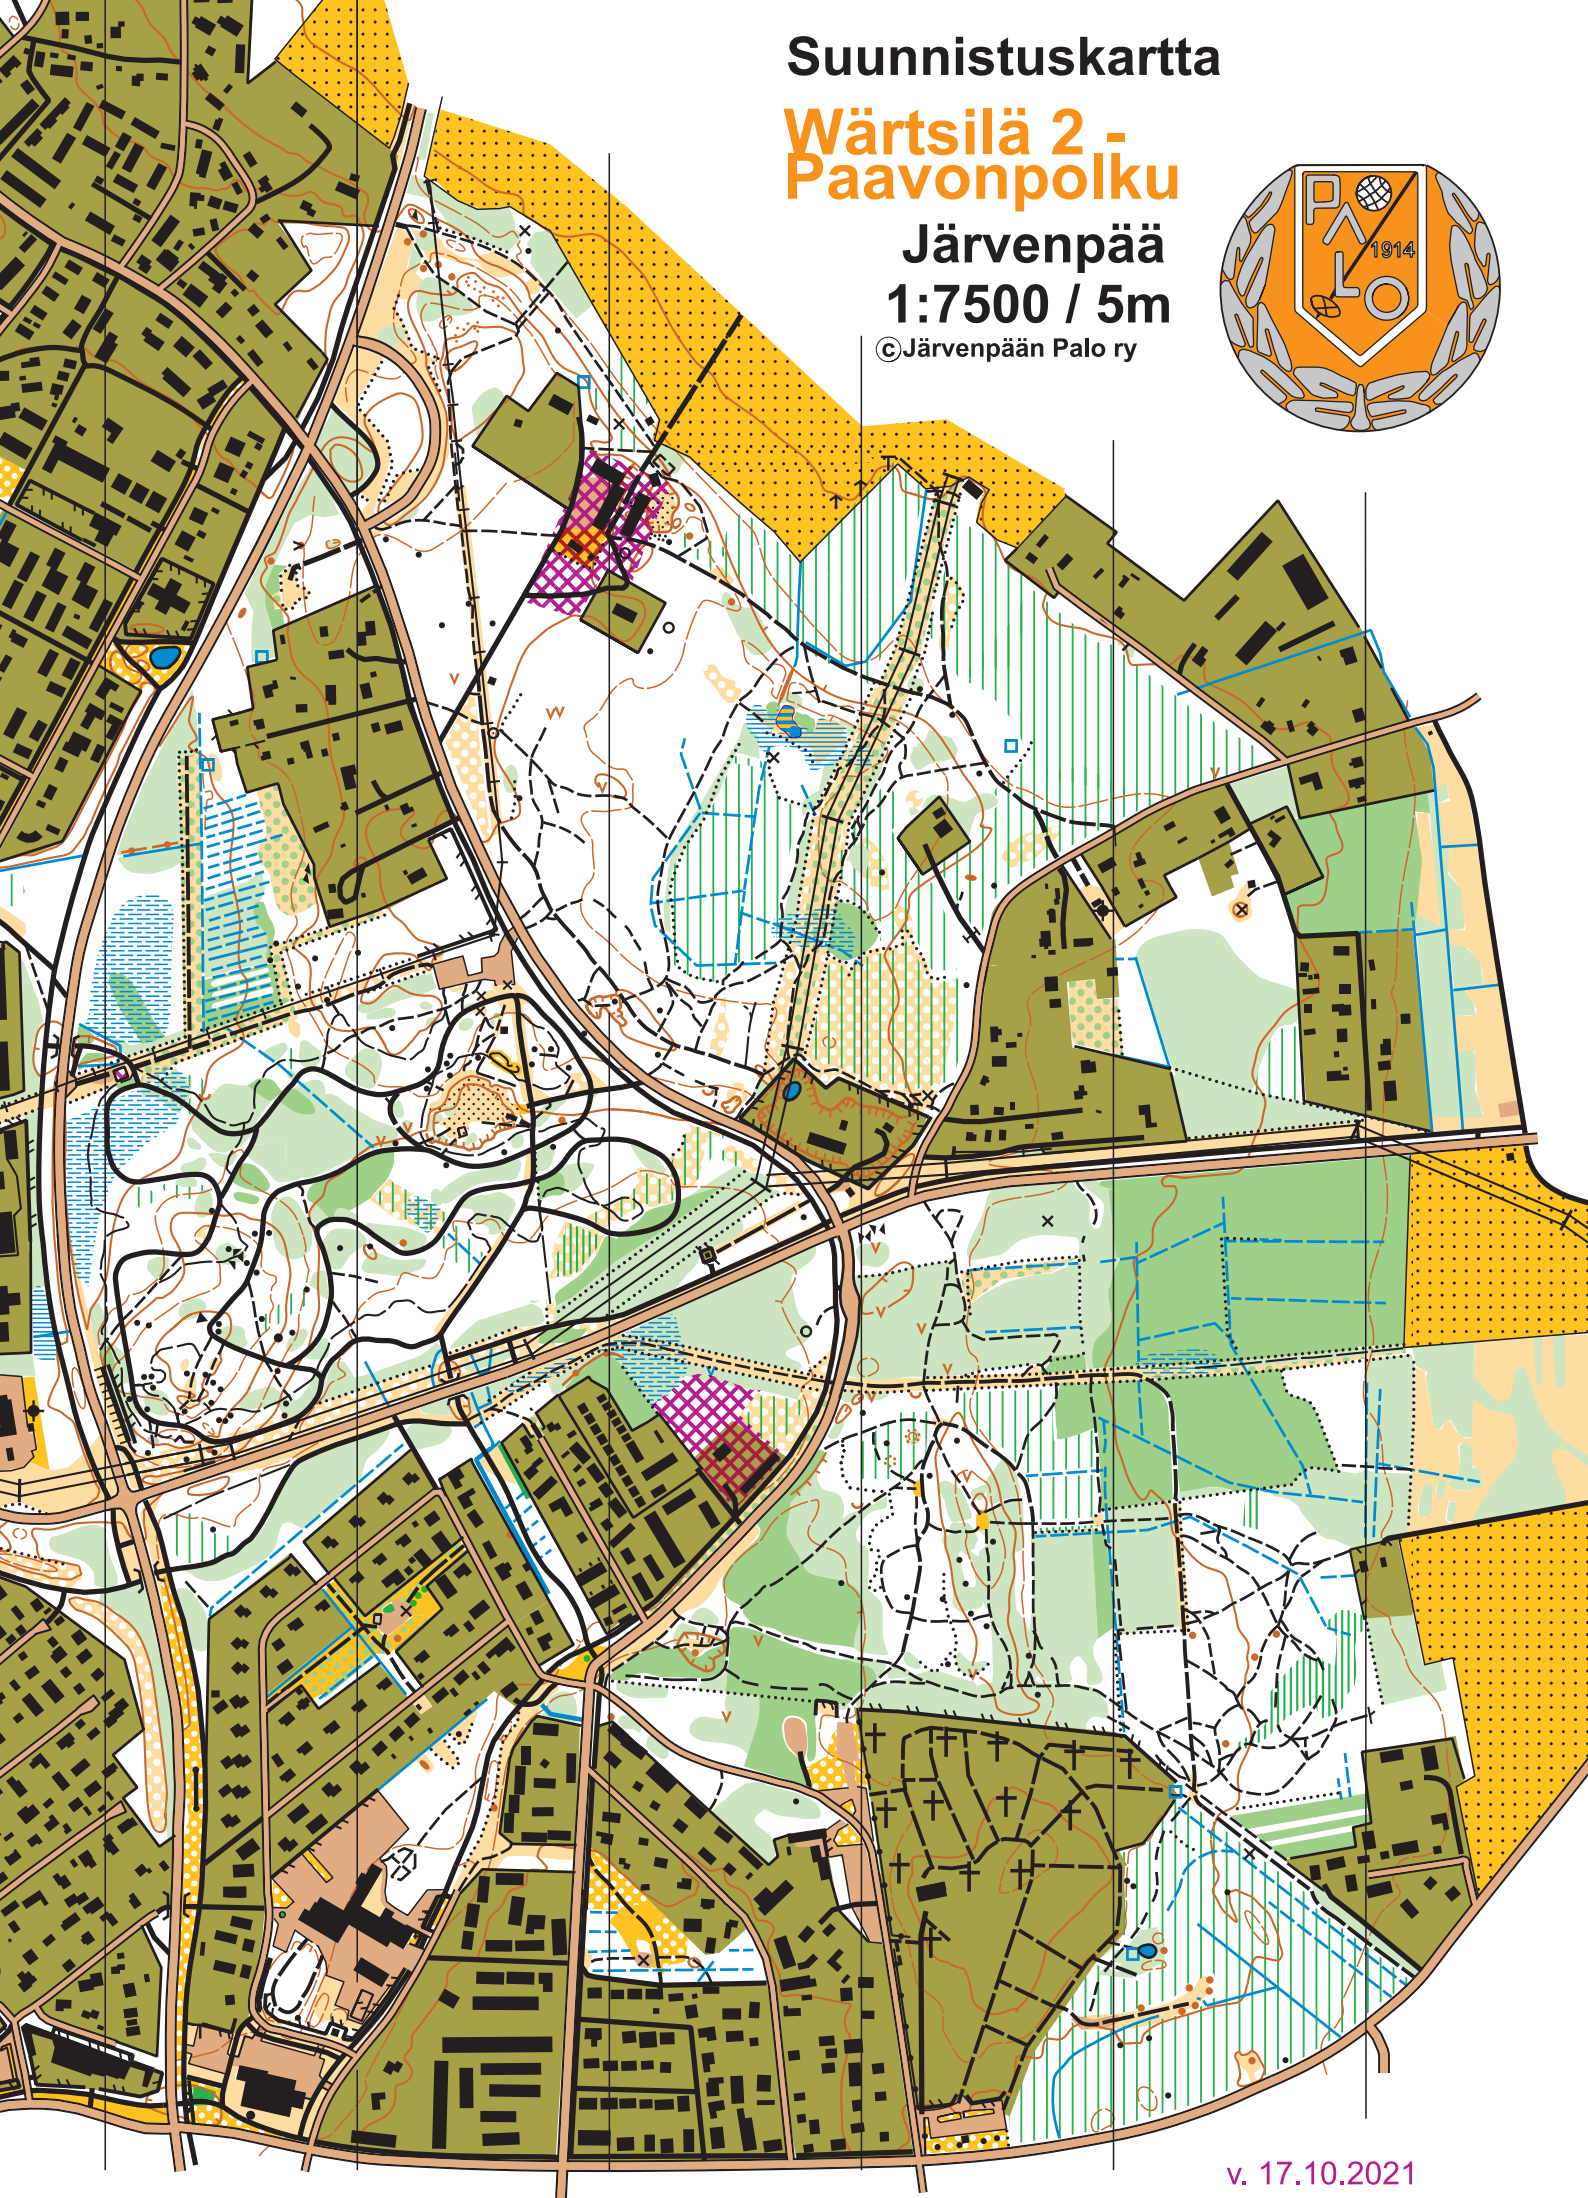 Suunnistuskartta
Wärtsilä 2 -
Paavonpolku
Järvenpää
1:7500 / 5m
©Järvenpään Palo ry
PALO
1914
v. 17.10.2021